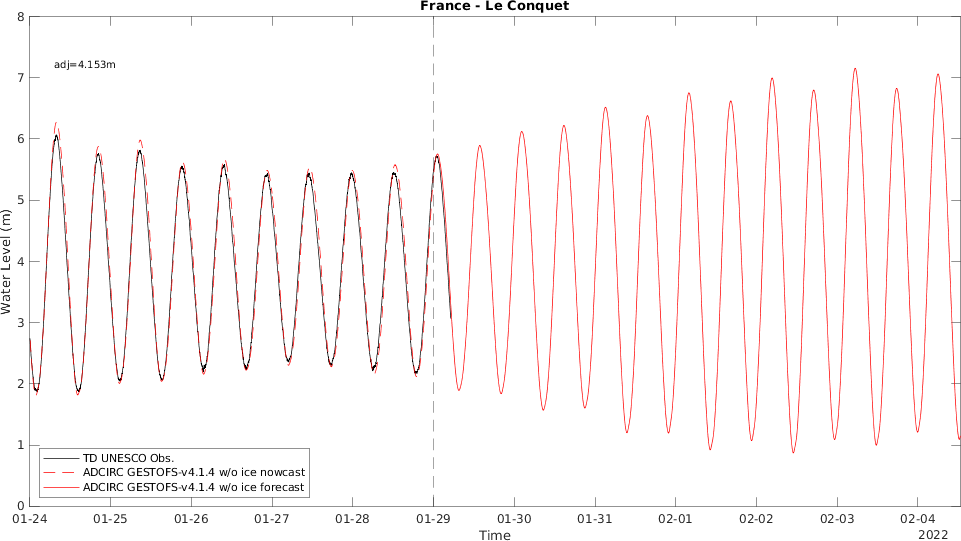 France - Le Conquet
adj=4.153m
Water Level (m)
8
7
6
5
4
3
2
1
0
TD UNESCO Obs.
ADCIRC GESTOFS-v4.1.4 w/o ice nowcast
ADCIRC GESTOFS-v4.1.4 w/o ice forecast
01-24 01-25 01-26 01-27 01-28 01-29 01-30 01-31 02-01 02-02 02-03 02-04
Time
2022